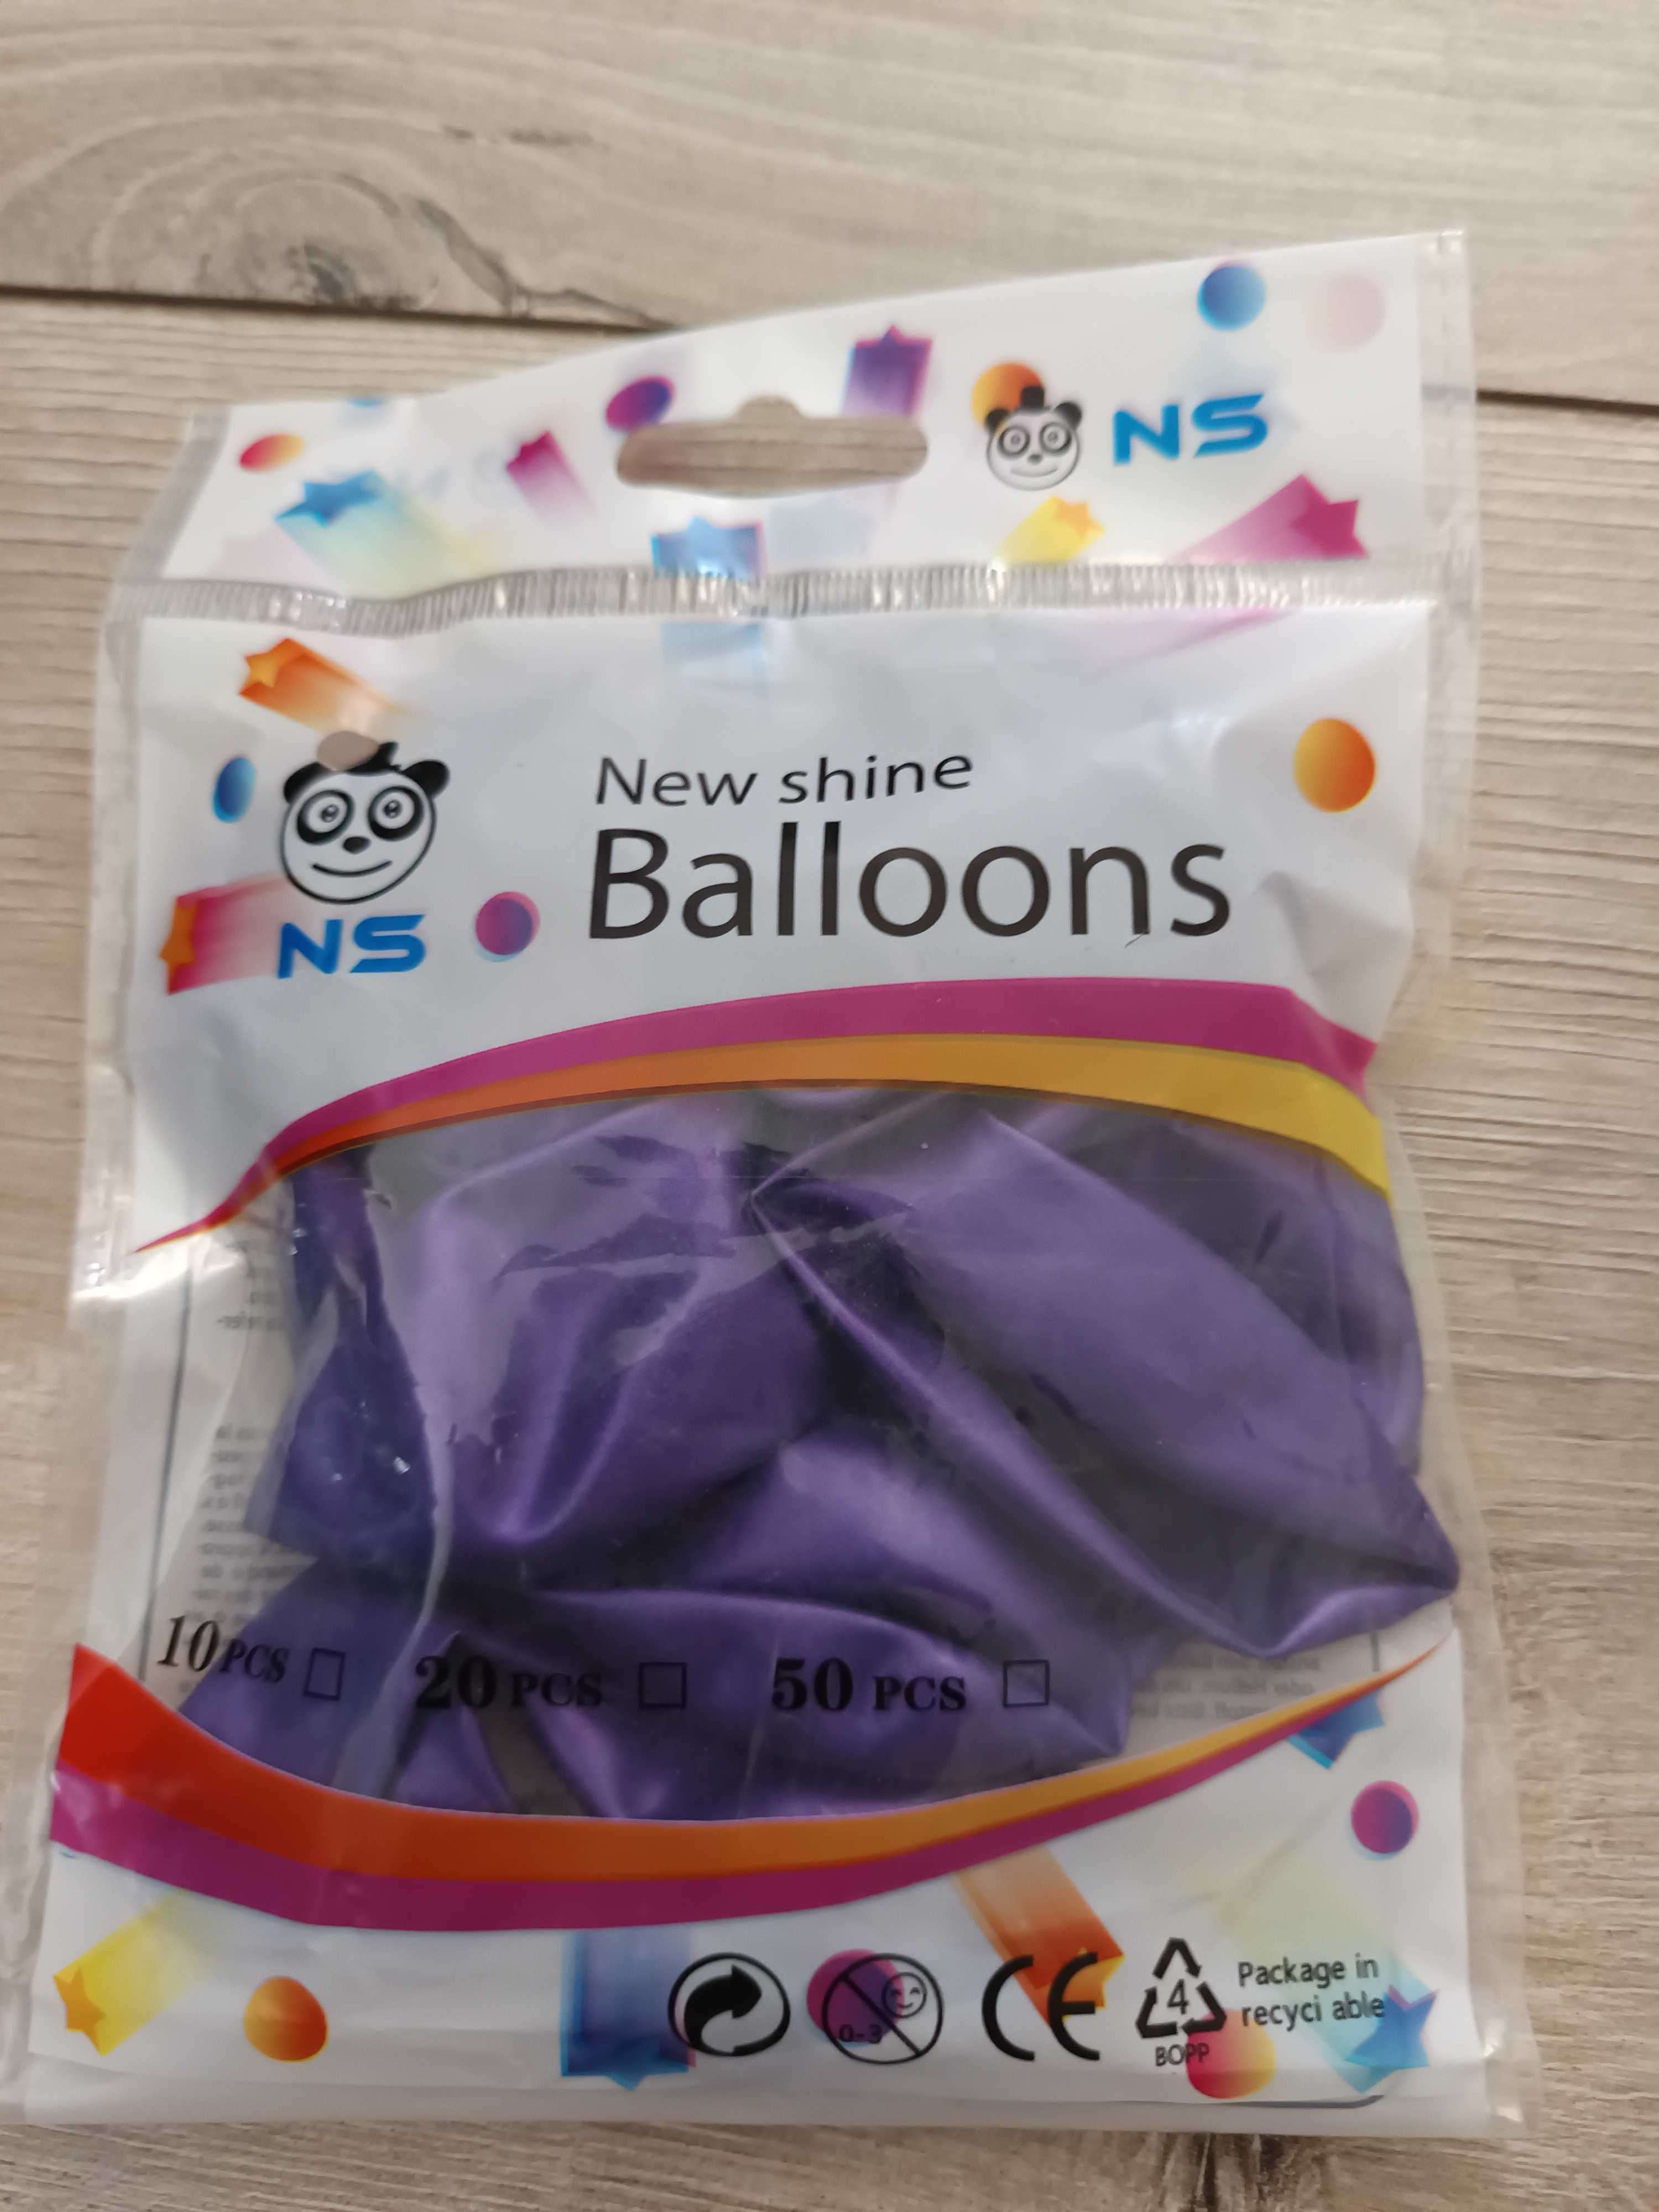 NS
New shine
Balloons
NS
10 PCS 20 PCS 50 PCS
0-3
CE
4
BOPP
Package in
recyci able